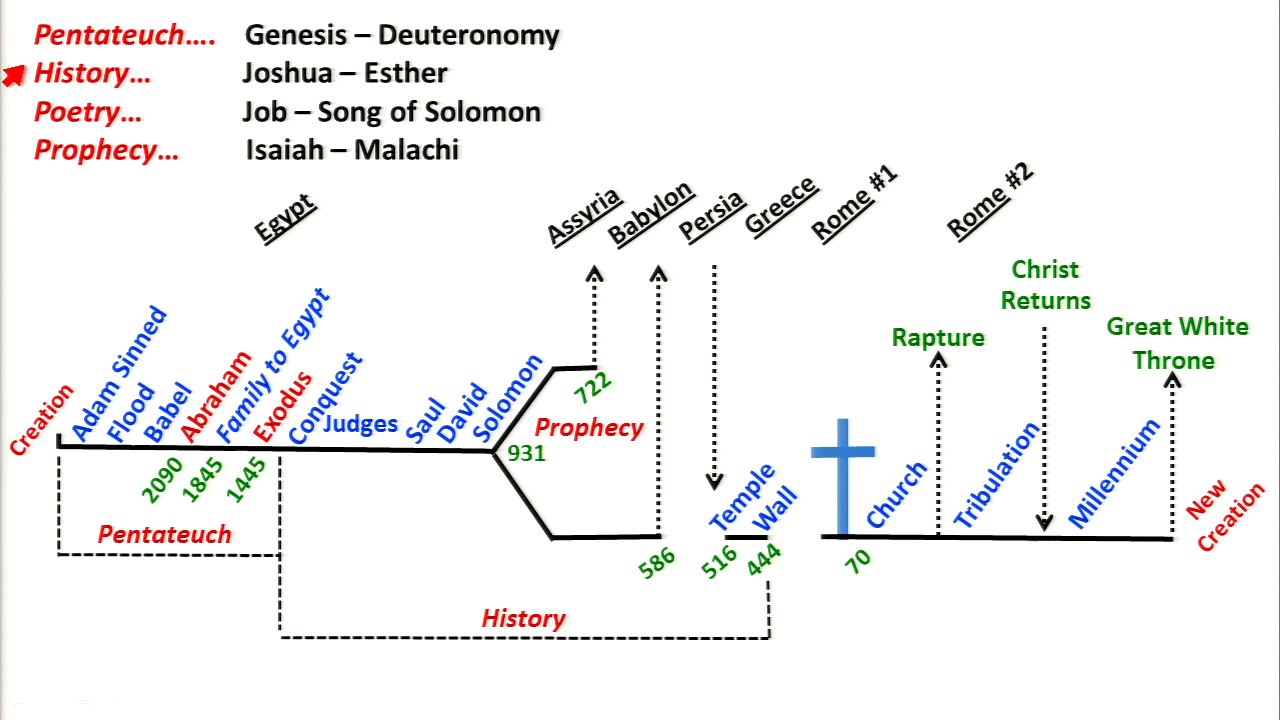 Pentateuch.... Genesis – Deuteronomy
History... Joshua – Esther
Poetry... Job – Song of Solomon
Prophecy... Isaiah – Malachi
Egypt
Assyria
Babylon
Persia
Greece
Rome #1
Rome #2
Creation
Adam Sinned
Flood
Babel
Abraham
Family to Egypt
Exodus
Conquest
Judges
Saul
David
Solomon
2090
1845
1445
Pentateuch
931
722
Prophecy
586
Temple
Wall
516
444
History
70
Church
Rapture
Tribulation
Christ
Returns
Millennium
Great White
Throne
New
Creation